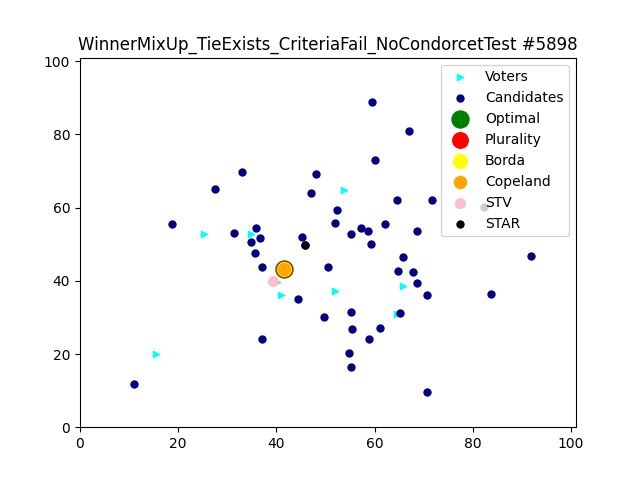 WinnerMixUp_TieExists_CriteriaFail_NoCondorcetTest #5898
100
80
60
40
20
0
0
20
40
60
80
100
Voters
Candidates
Optimal
Plurality
Borda
Copeland
STV
STAR